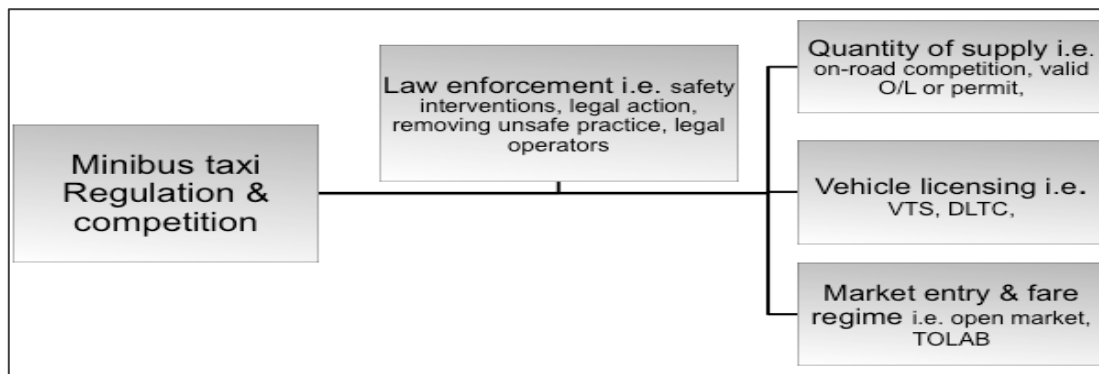 Minibus taxi
Regulation &
competition
Law enforcement i.e. safety
interventions, legal action,
removing unsafe practice, legal
operators
Quantity of supply i.e.
on-road competition, valid
O/L or permit,
Vehicle licensing i.e.
VTS, DLTC,
Market entry & fare
regime i.e. open market,
TOLAB